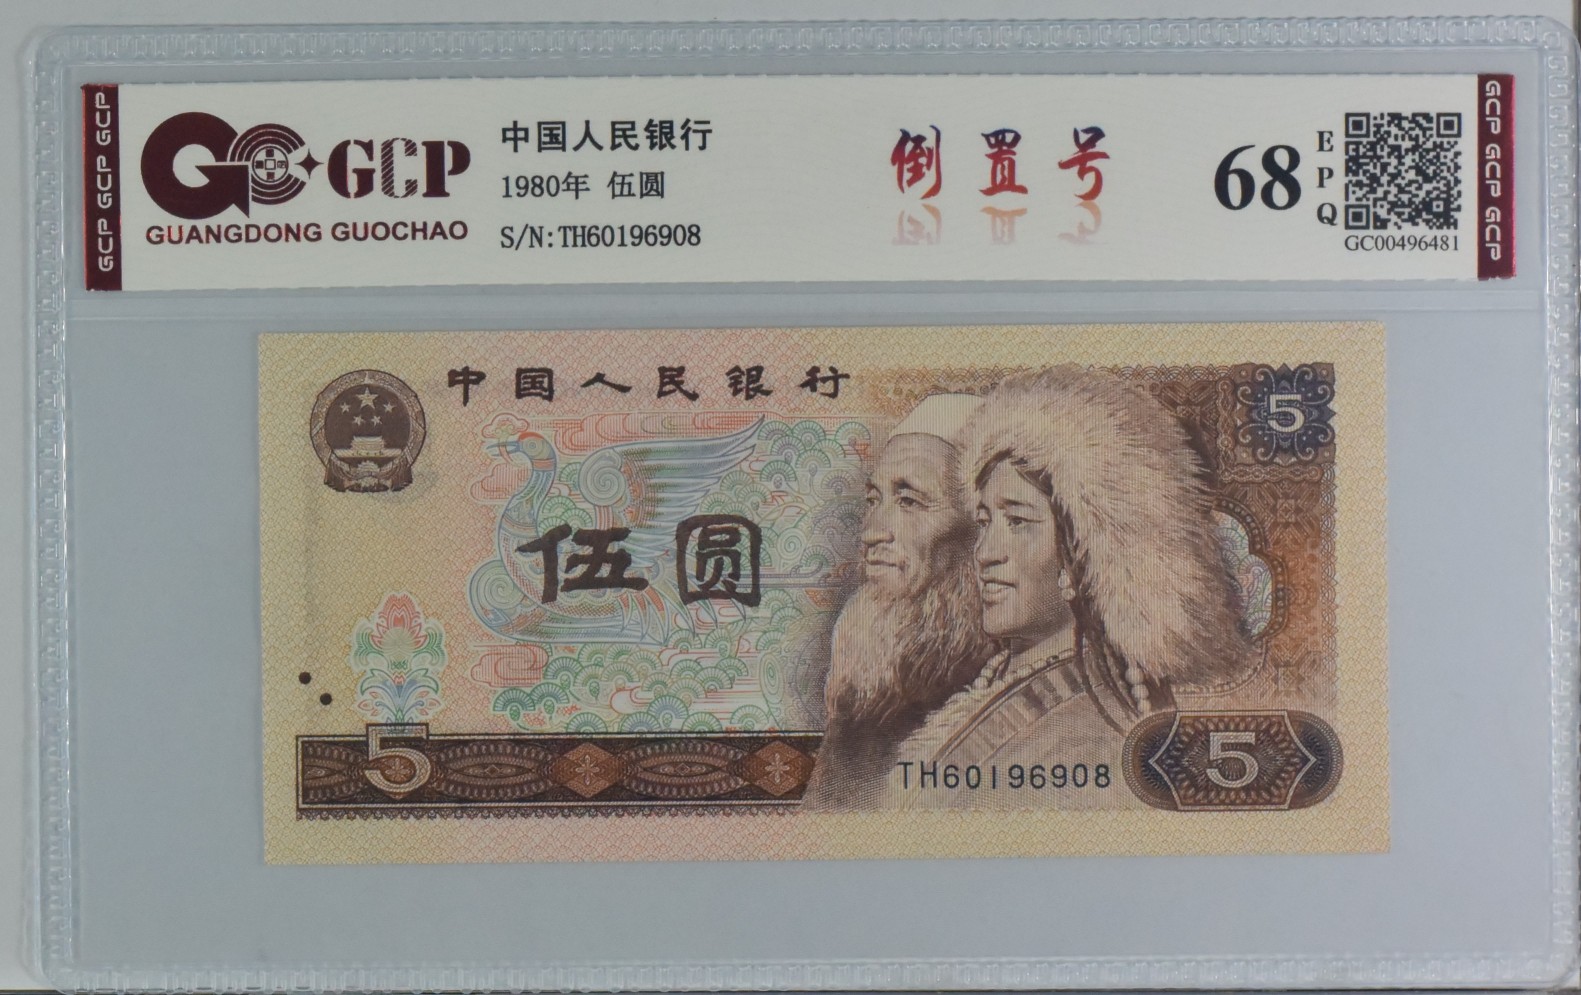 GCP GCP GCP
GCP
GUANGDONG GUOCHAO
中国人民银行
1980年 伍圆
S/N:TH60196908
倒置号
68
EPQ
GC00496481
GCP GCP GCP
中国人民银行
5
伍圆
5
TH60196908
5